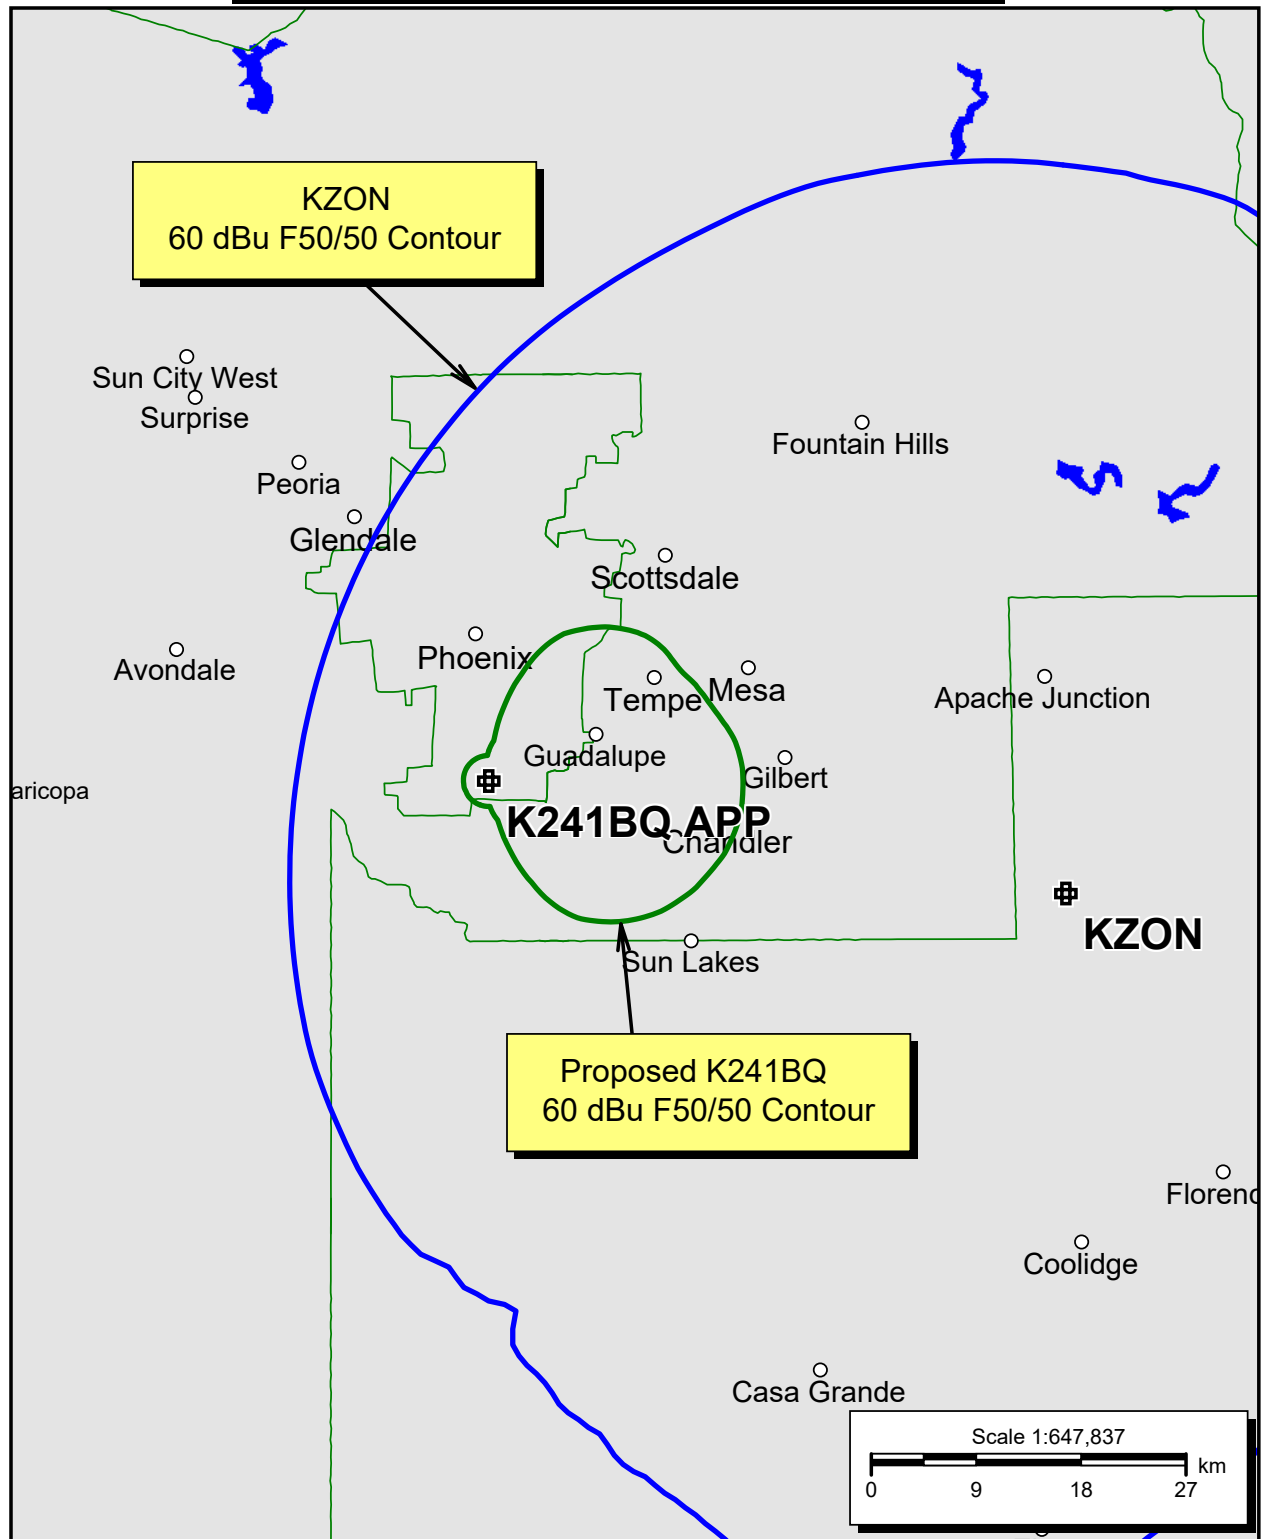 KZON
60 dBu F50/50 Contour
Sun City West
Surprise
Fountain Hills
Peoria
Glendale
Scottsdale
Phoenix
Avondale
Tempe
Mesa
Apache Junction
Guadalupe
Gilbert
aricopa
K241BQ APP
Chandler
KZON
Sun Lakes
Proposed K241BQ
60 dBu F50/50 Contour
Florenc
Coolidge
Casa Grande
Scale 1:647,837
km
0 9 18 27